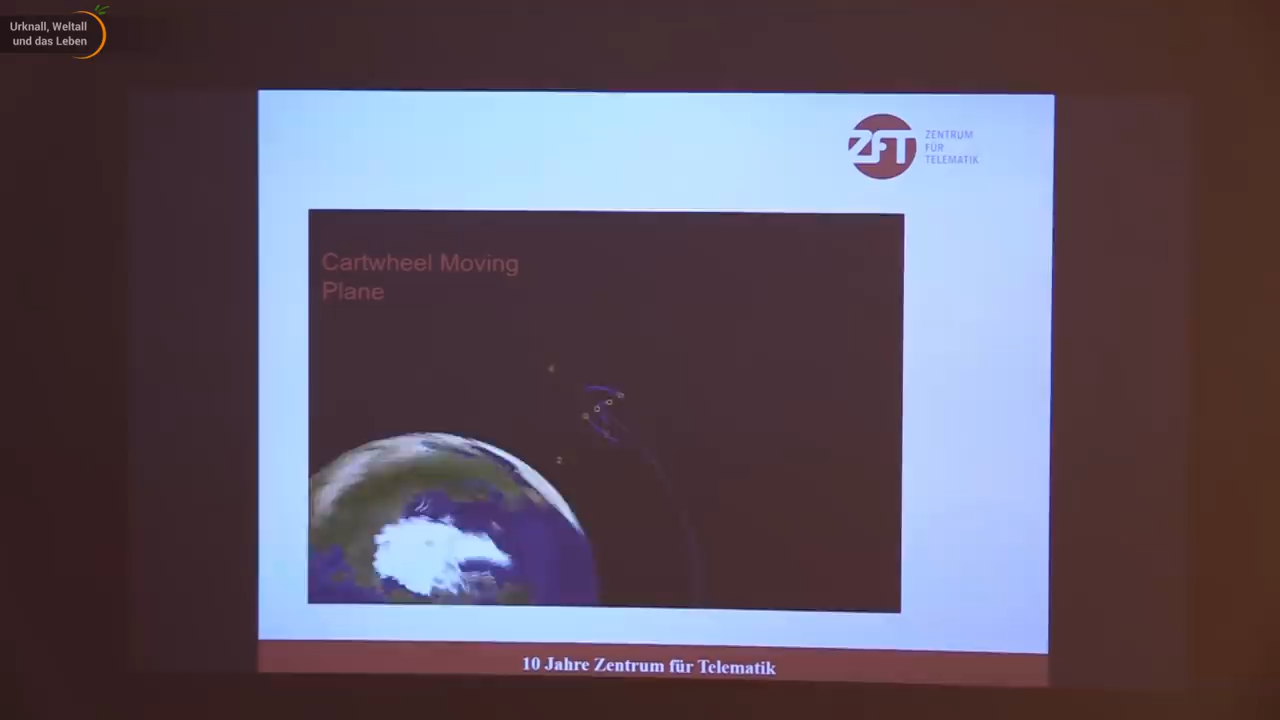 Urknall, Weltall
und das Leben
ZFT
ZENTRUM
FÜR
TELEMATIK
Cartwheel Moving
Plane
10 Jahre Zentrum für Telematik